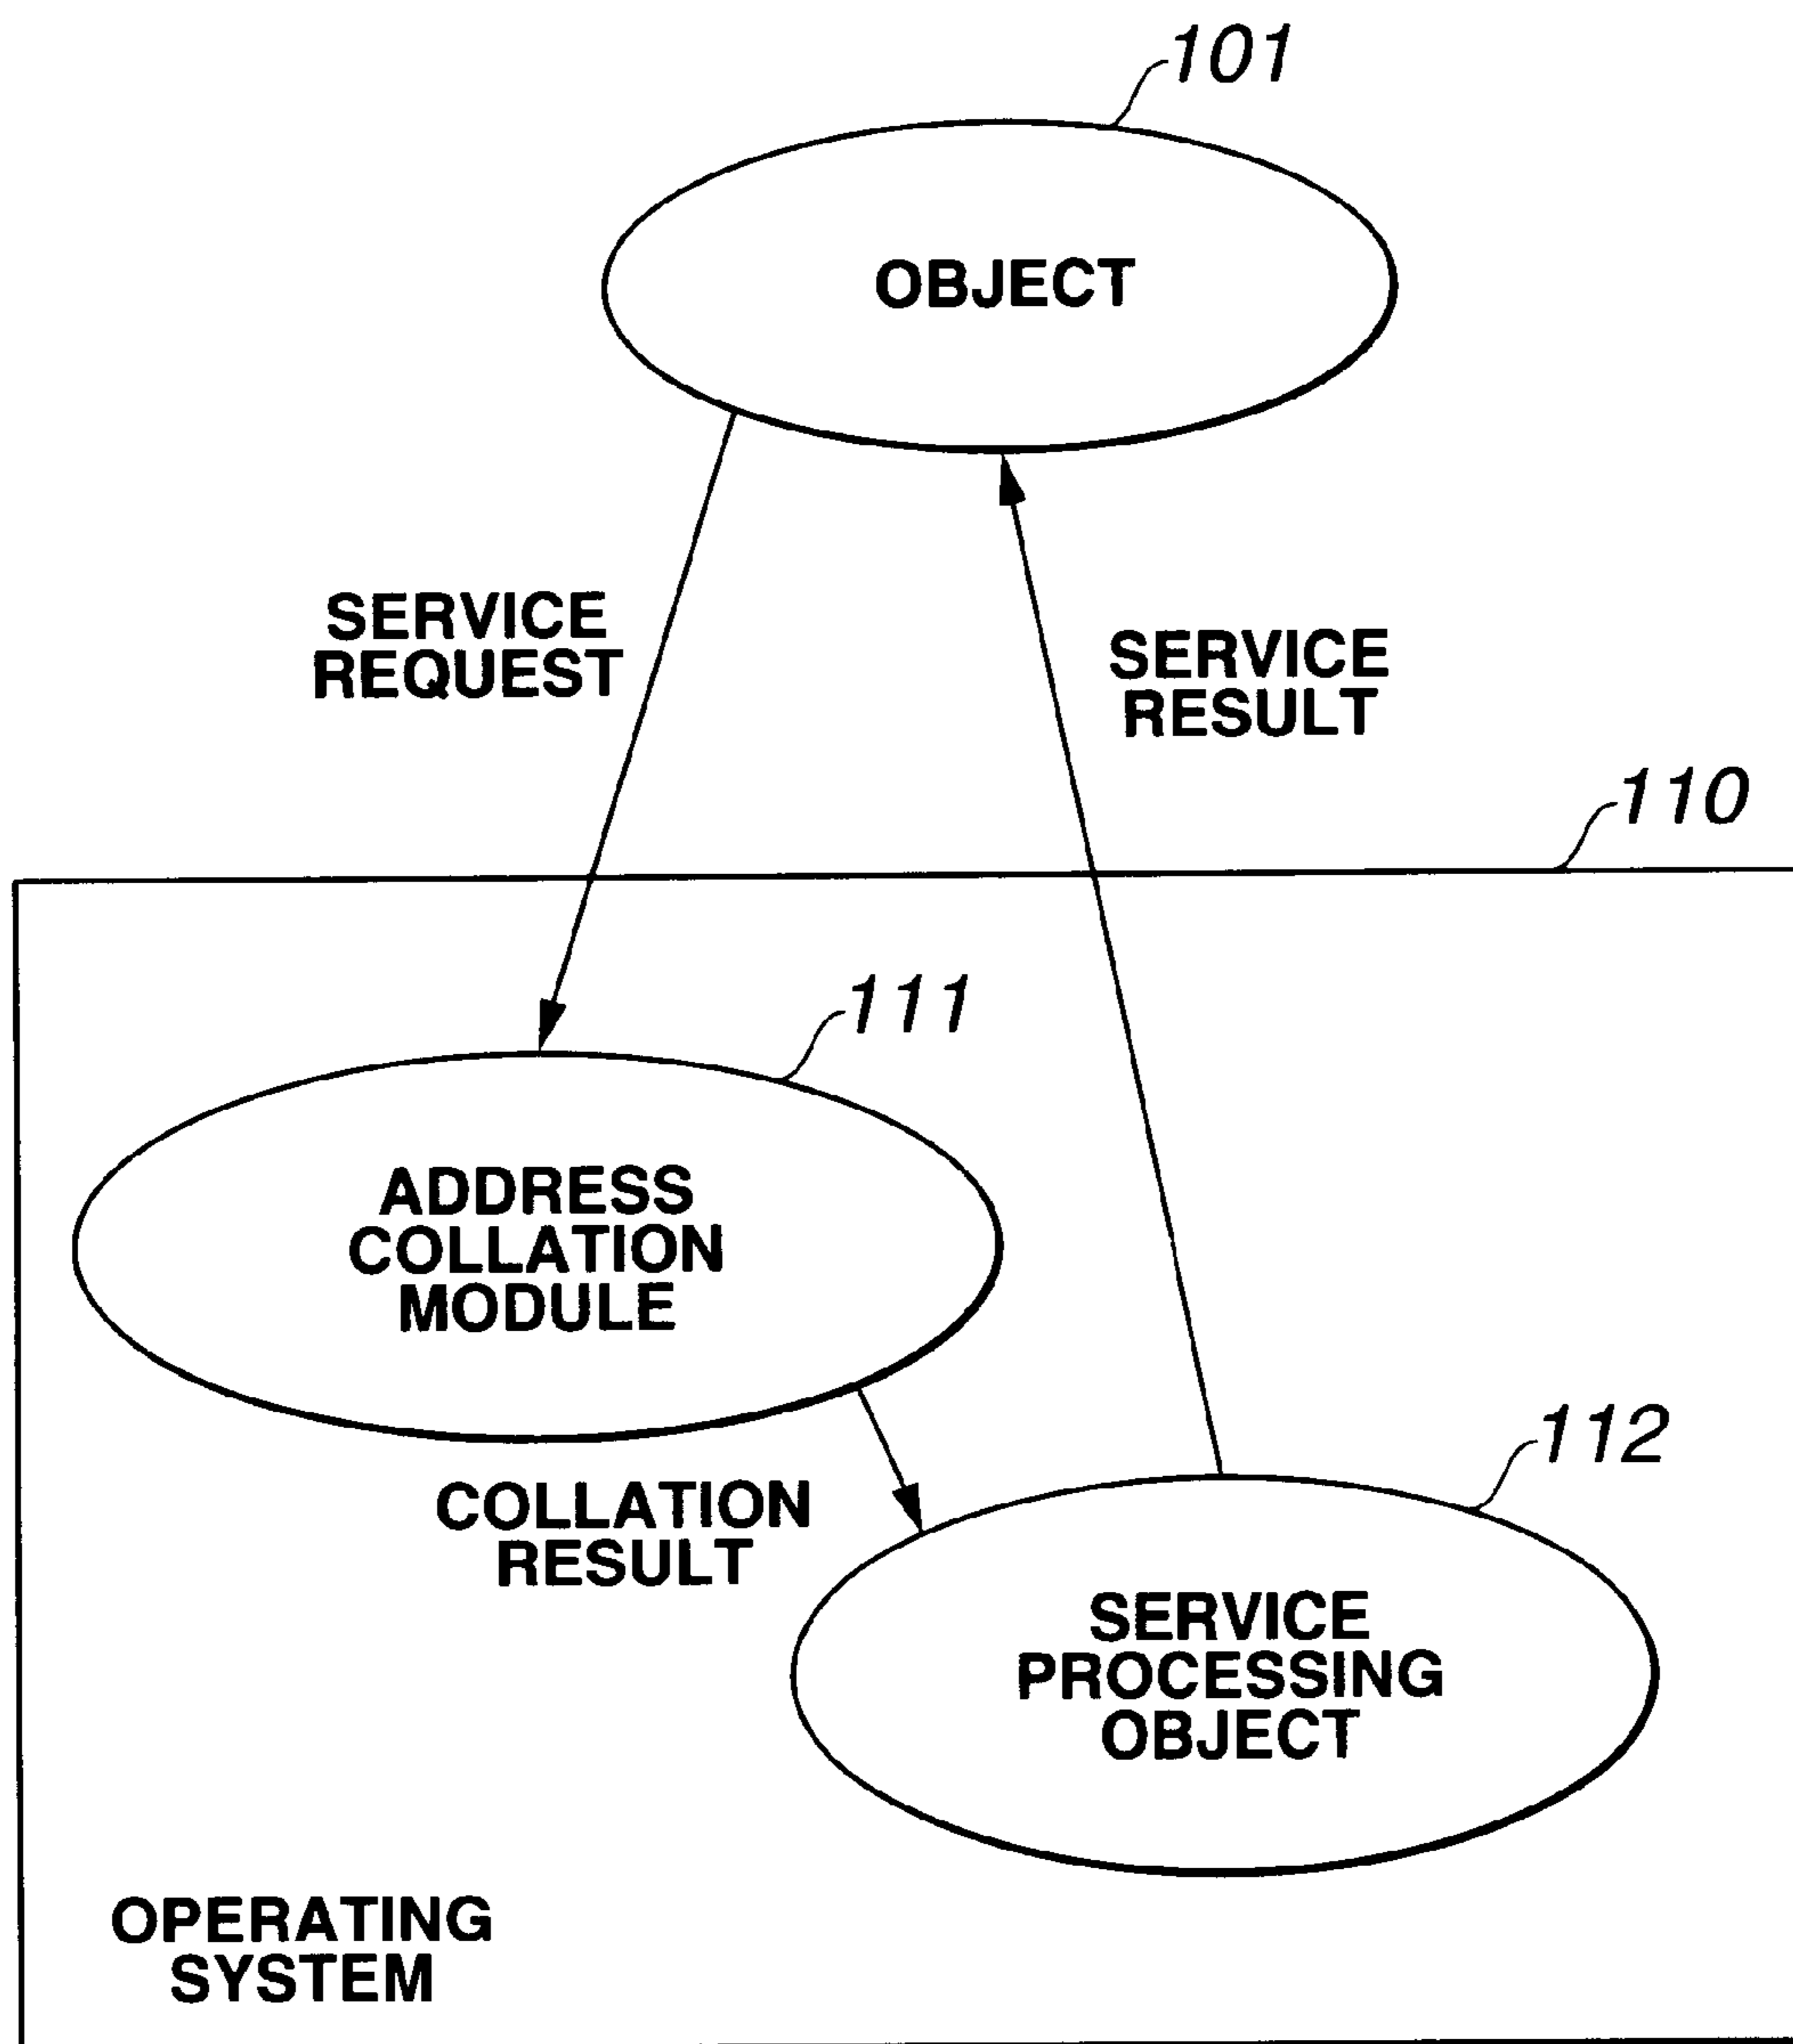 101
OBJECT
SERVICE
REQUEST
SERVICE
RESULT
110
111
ADDRESS
COLLATION
MODULE
COLLATION
RESULT
112
SERVICE
PROCESSING
OBJECT
OPERATING
SYSTEM